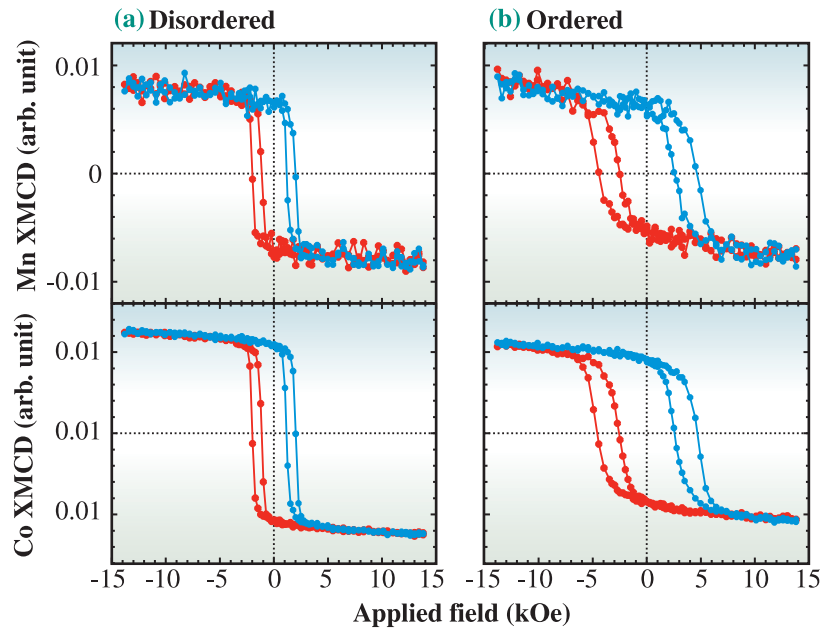 (a) Disordered
(b) Ordered
Mn XMCD (arb. unit)
0.01
0
-0.01
Co XMCD (arb. unit)
0.01
0.01
0.01
-15 -10 -5 0 5 10 15
-15 -10 -5 0 5 10 15
Applied field (kOe)